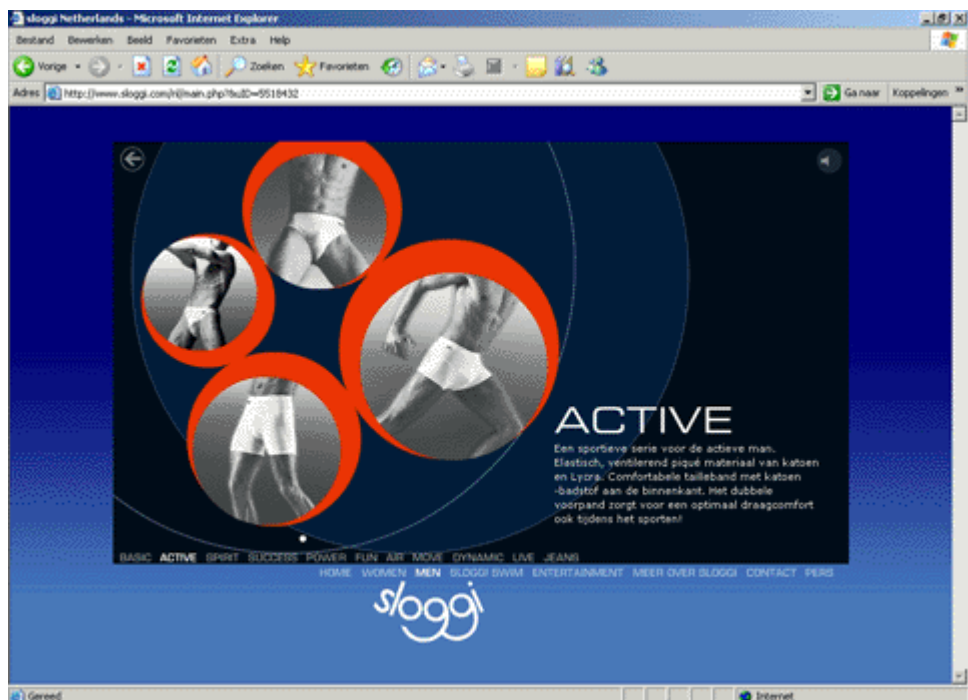 sloggi Netherlands - Microsoft Internet Explorer
Bestand Bewerken Beeld Favorieten Extra Help
Vorige Zoeken Favorieten
Adres http://www.sloggi.com/nl/main.php?&uID=5518432 Ga naar Koppelingen »
ACTIVE
Een sportieve serie voor de actieve man.
Elastisch, ventilerend piqué materiaal van katoen
en Lycra. Comfortabele tailleband met katoen
-badstof aan de binnenkant. Het dubbele
voorpand zorgt voor een optimaal draagcomfort
ook tijdens het sporten!
BASIC ACTIVE SPIRIT SUCCESS POWER FUN AIR MOVE DYNAMIC LIVE JEANS
HOME WOMEN MEN SLOGGI SWIM ENTERTAINMENT MEER OVER SLOGGI CONTACT PERS
sloggi
Gereed Internet